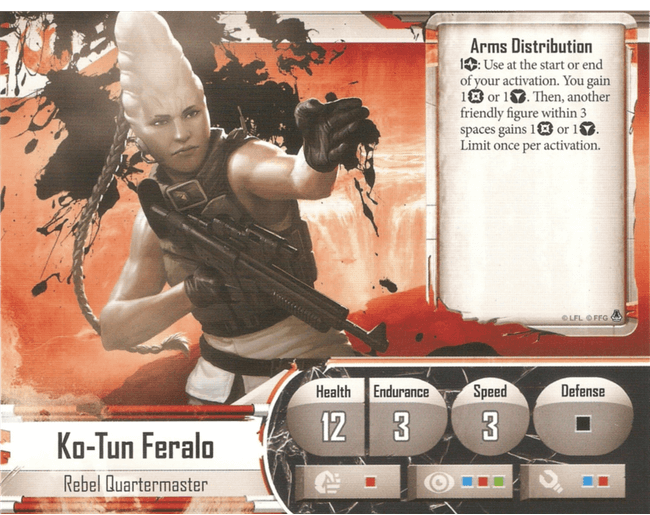 Arms Distribution
1: Use at the start or end
of your activation. You gain
1 or 1. Then, another
friendly figure within 3
spaces gains 1 or 1.
Limit once per activation.
© LFL © FFG
Health
Endurance
Speed
Defense
12
3
3
Ko-Tun Feralo
Rebel Quartermaster